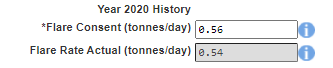 Year 2020 History
*Flare Consent (tonnes/day) 0.56
Flare Rate Actual (tonnes/day) 0.54